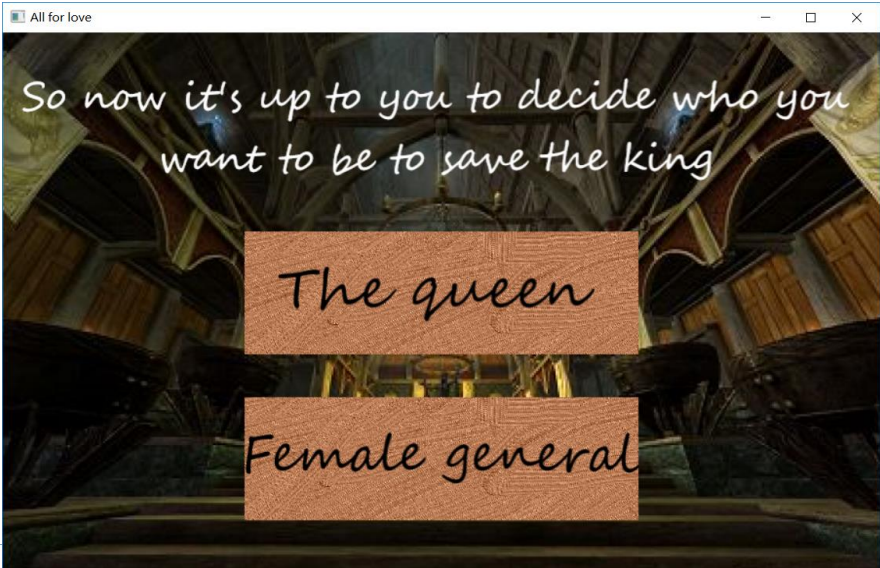 All for love
So now it's up to you to decide who you
want to be to save the king
The queen
Female general